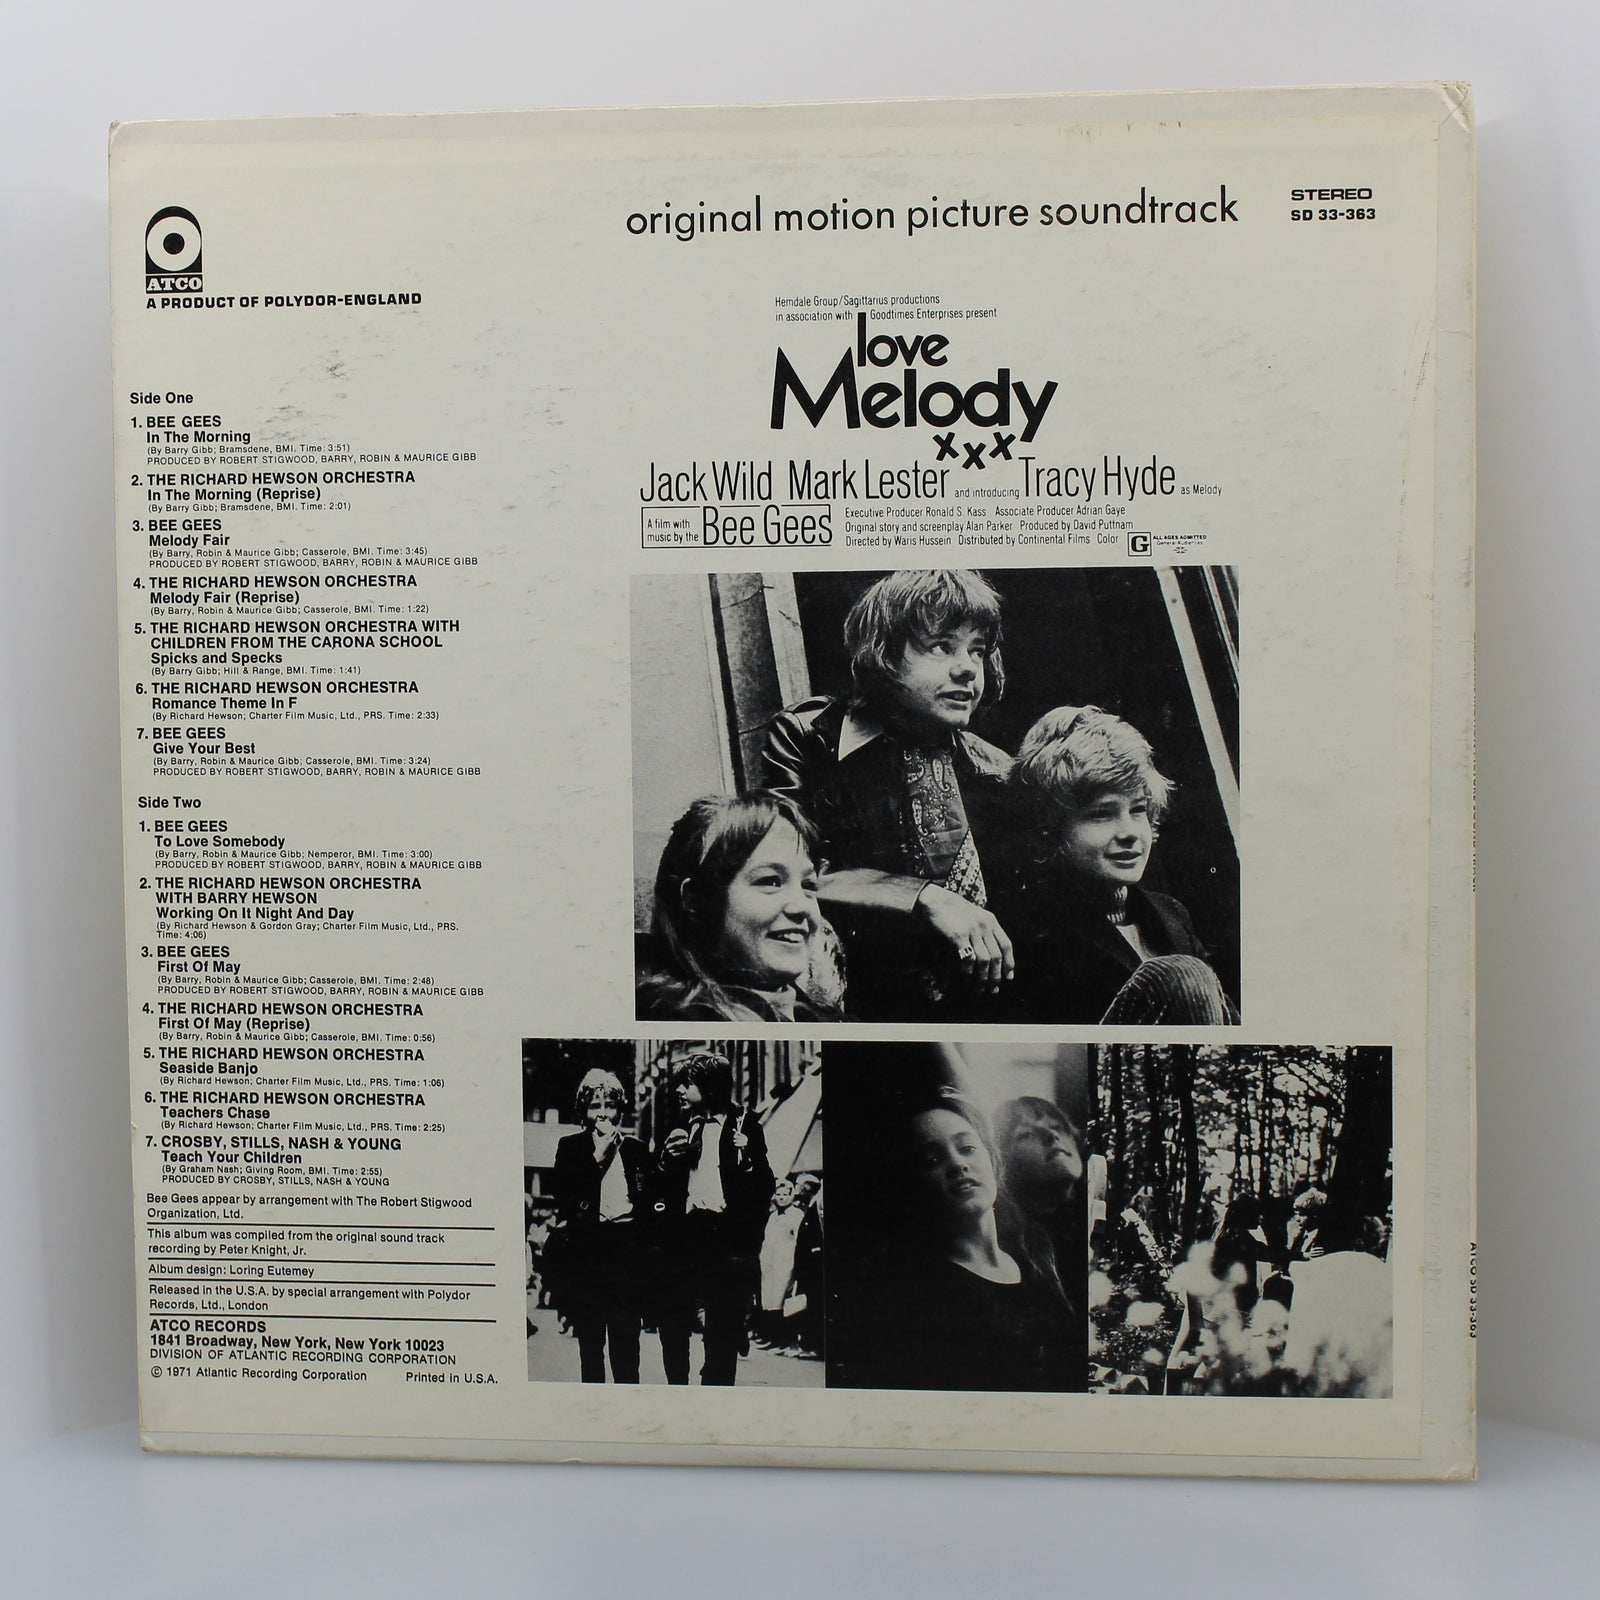 original motion picture soundtrack
STEREO
SD 33-363
ATCO
A PRODUCT OF POLYDOR-ENGLAND
Hemdale Group/Sagittarius productions
in association with Goodtimes Enterprises present
love
Melody
xxx
Jack Wild Mark Lester and introducing Tracy Hyde as Melody
A film with
music by the Bee Gees
Executive Producer Ronald S. Kass Associate Producer Adrian Gaye
Original story and screenplay Alan Parker Produced by David Puttnam
Directed by Waris Hussein Distributed by Continental Films Color
G ALL AGES ADMITTED
General Audiences
Side One
1. BEE GEES
In The Morning
(By Barry Gibb; Bramsdene, BMI. Time: 3:51)
PRODUCED BY ROBERT STIGWOOD, BARRY, ROBIN & MAURICE GIBB
2. THE RICHARD HEWSON ORCHESTRA
In The Morning (Reprise)
(By Barry Gibb; Bramsdene, BMI. Time: 2:01)
3. BEE GEES
Melody Fair
(By Barry, Robin & Maurice Gibb; Casserole, BMI. Time: 3:45)
PRODUCED BY ROBERT STIGWOOD, BARRY, ROBIN & MAURICE GIBB
4. THE RICHARD HEWSON ORCHESTRA
Melody Fair (Reprise)
(By Barry, Robin & Maurice Gibb; Casserole, BMI. Time: 1:22)
5. THE RICHARD HEWSON ORCHESTRA WITH
CHILDREN FROM THE CARONA SCHOOL
Spicks and Specks
(By Barry Gibb; Hill & Range, BMI. Time: 1:41)
6. THE RICHARD HEWSON ORCHESTRA
Romance Theme In F
(By Richard Hewson; Charter Film Music, Ltd., PRS. Time: 2:33)
7. BEE GEES
Give Your Best
(By Barry, Robin & Maurice Gibb; Casserole, BMI. Time: 3:24)
PRODUCED BY ROBERT STIGWOOD, BARRY, ROBIN & MAURICE GIBB
Side Two
1. BEE GEES
To Love Somebody
(By Barry, Robin & Maurice Gibb; Nemperor, BMI. Time: 3:00)
PRODUCED BY ROBERT STIGWOOD, BARRY, ROBIN & MAURICE GIBB
2. THE RICHARD HEWSON ORCHESTRA
WITH BARRY HEWSON
Working On It Night And Day
(By Richard Hewson & Gordon Gray; Charter Film Music, Ltd., PRS.
Time: 4:06)
3. BEE GEES
First Of May
(By Barry, Robin & Maurice Gibb; Casserole, BMI. Time: 2:48)
PRODUCED BY ROBERT STIGWOOD, BARRY, ROBIN & MAURICE GIBB
4. THE RICHARD HEWSON ORCHESTRA
First Of May (Reprise)
(By Barry, Robin & Maurice Gibb; Casserole, BMI. Time: 0:56)
5. THE RICHARD HEWSON ORCHESTRA
Seaside Banjo
(By Richard Hewson; Charter Film Music, Ltd., PRS. Time: 1:06)
6. THE RICHARD HEWSON ORCHESTRA
Teachers Chase
(By Richard Hewson; Charter Film Music, Ltd., PRS. Time: 2:25)
7. CROSBY, STILLS, NASH & YOUNG
Teach Your Children
(By Graham Nash; Giving Room, BMI. Time: 2:55)
PRODUCED BY CROSBY, STILLS, NASH & YOUNG
Bee Gees appear by arrangement with The Robert Stigwood
Organization, Ltd.
This album was compiled from the original sound track
recording by Peter Knight, Jr.
Album design: Loring Eutemey
Released in the U.S.A. by special arrangement with Polydor
Records, Ltd., London
ATCO RECORDS
1841 Broadway, New York, New York 10023
DIVISION OF ATLANTIC RECORDING CORPORATION
© 1971 Atlantic Recording Corporation Printed in U.S.A.
ATCO SD 33-363